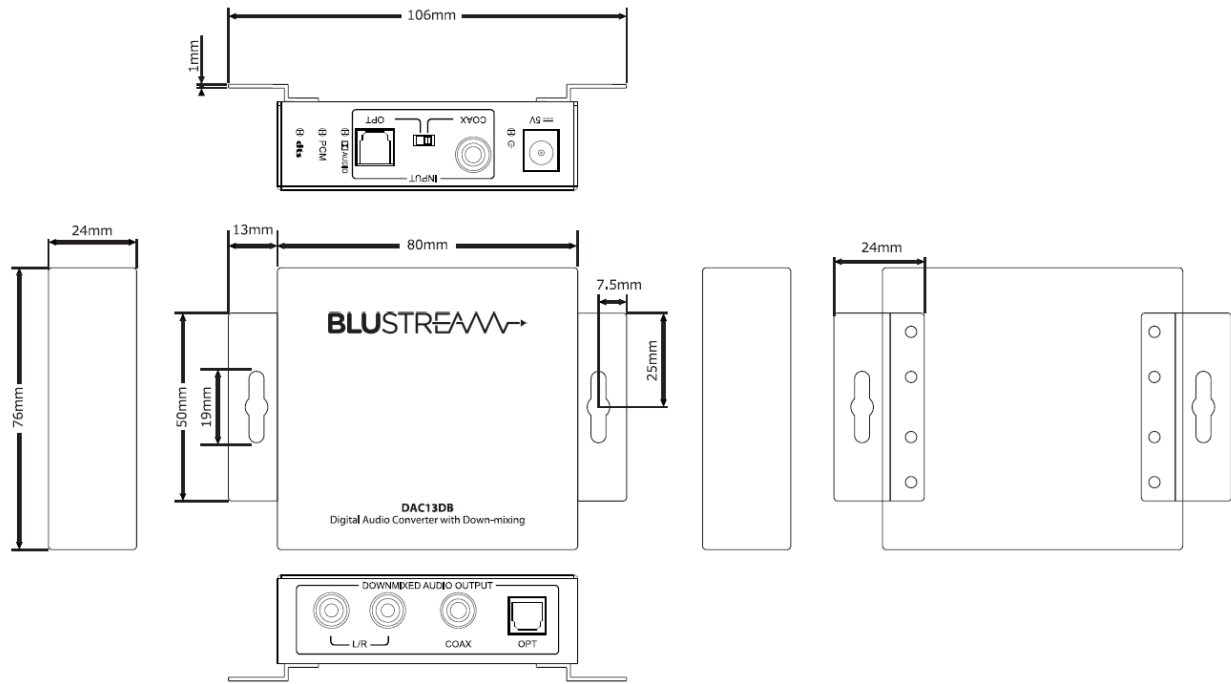 106mm
1mm
dts
PCM
AUDIO
OPT
COAX
INPUT
5V
24mm
13mm
80mm
24mm
7.5mm
BLUSTREAM
76mm
50mm
19mm
25mm
DAC13DB
Digital Audio Converter with Down-mixing
DOWNMIXED AUDIO OUTPUT
L/R
COAX
OPT